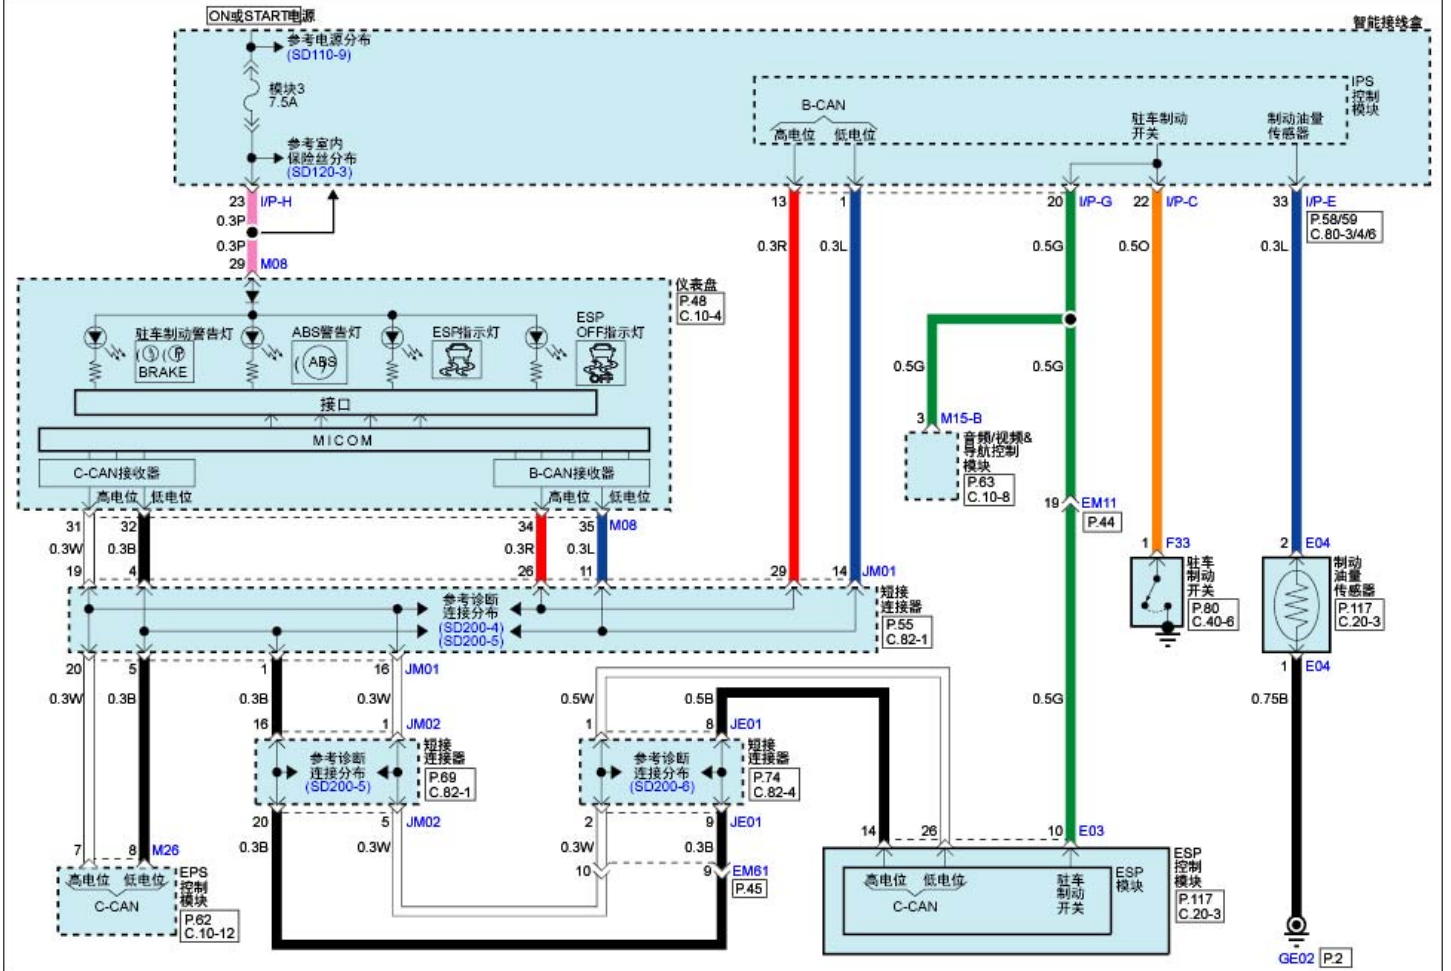 ON或START电源
智能接线盒
参考电源分布
(SD110-9)
模块3
7.5A
参考室内
保险丝分布
(SD120-3)
IPS
控制
模块
B-CAN
高电位 低电位
驻车制动
开关
制动油量
传感器
23 I/P-H
13
1
20 I/P-G
22 I/P-C
33 I/P-E
P.58/59
C.80-3/4/6
0.3P
0.3P
0.3R
0.3L
0.5G
0.5O
0.3L
29 M08
仪表盘
P.48
C.10-4
驻车制动警告灯
BRAKE
ABS警告灯
ABS
ESP指示灯
ESP
OFF指示灯
OFF
接口
MICOM
C-CAN接收器
B-CAN接收器
高电位 低电位
高电位 低电位
0.5G
0.5G
3 M15-B
音频/视频&
导航控制
模块
P.63
C.10-8
19 EM11
P.44
31
32
34
35 M08
0.3W
0.3B
0.3R
0.3L
19
4
26
11
29
14 JM01
1 F33
驻车
制动
开关
P.80
C.40-6
2 E04
制动
油量
传感器
P.117
C.20-3
1 E04
0.75B
参考诊断
连接分布
(SD200-4)
(SD200-5)
短接
连接器
P.55
C.82-1
20
5
1
16 JM01
0.3W
0.3B
0.3B
0.3W
0.5W
0.5B
0.5G
16
1 JM02
1
8 JE01
参考诊断
连接分布
(SD200-5)
短接
连接器
P.69
C.82-1
参考诊断
连接分布
(SD200-6)
短接
连接器
P.74
C.82-4
20
5 JM02
2
9 JE01
14
26
10 E03
0.3B
0.3W
0.3W
0.3B
7
8 M26
10
9 EM61
P.45
高电位 低电位
C-CAN
EPS
控制
模块
P.62
C.10-12
高电位 低电位
C-CAN
驻车
制动
开关
ESP
模块
ESP
控制
模块
P.117
C.20-3
GE02 P.2